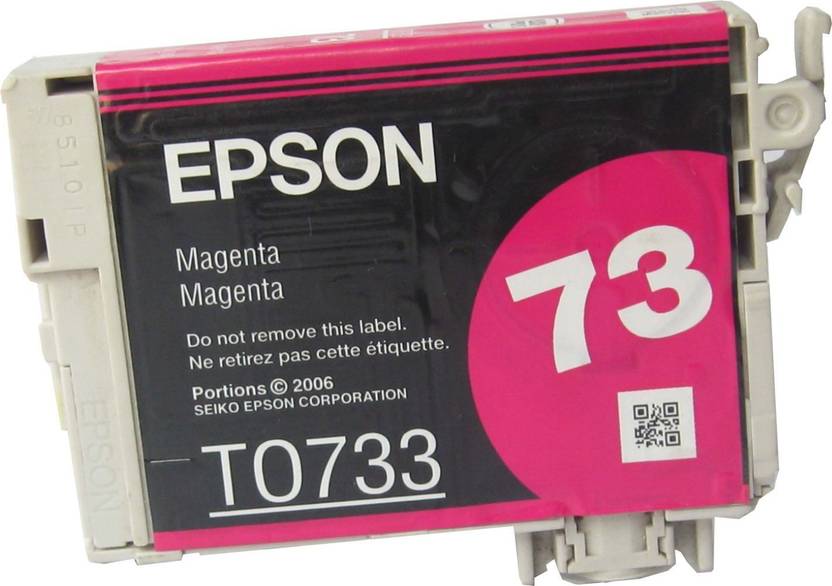 EPSON
Magenta
Magenta
Do not remove this label.
Ne retirez pas cette étiquette.
Portions © 2006
SEIKO EPSON CORPORATION
T0733
73
EPSON